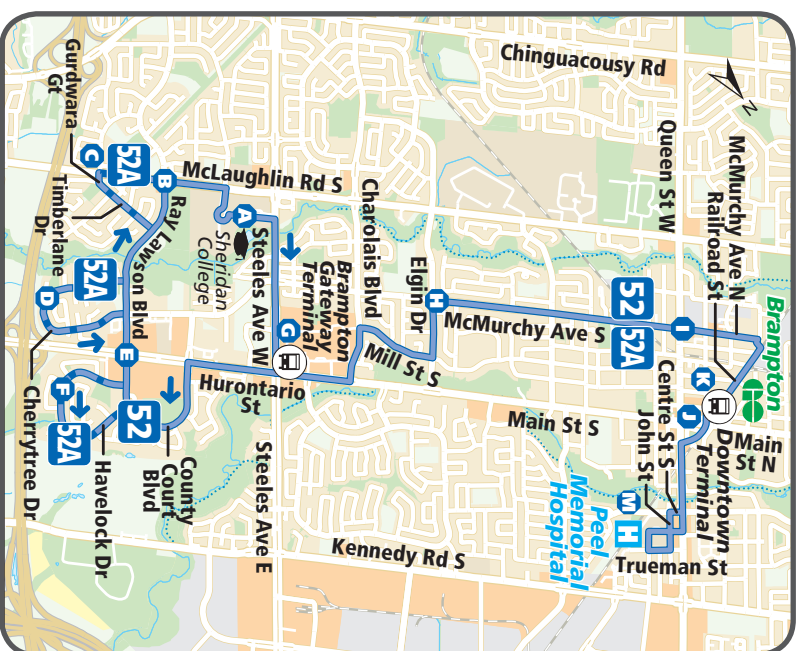 Chinguacousy Rd
N
Gurdwara
Gt
C
52A
B
McLaughlin Rd S
Queen St W
McMurchy Ave N
Railroad St
Timberlane
Dr
Ray Lawson Blvd
A
Sheridan
College
Steeles Ave W
Charolais Blvd
Brampton
Gateway
Terminal
Elgin Dr
H
McMurchy Ave S
52
52A
I
Brampton
GO
52A
D
E
G
Mill St S
K
J
Downtown
Terminal
Main
St N
Cherrytree Dr
F
52A
52
Hurontario
St
Main St S
Centre St S
John St
Havelock Dr
County
Court
Blvd
Steeles Ave E
Kennedy Rd S
Peel
Memorial
Hospital
M
H
Trueman St